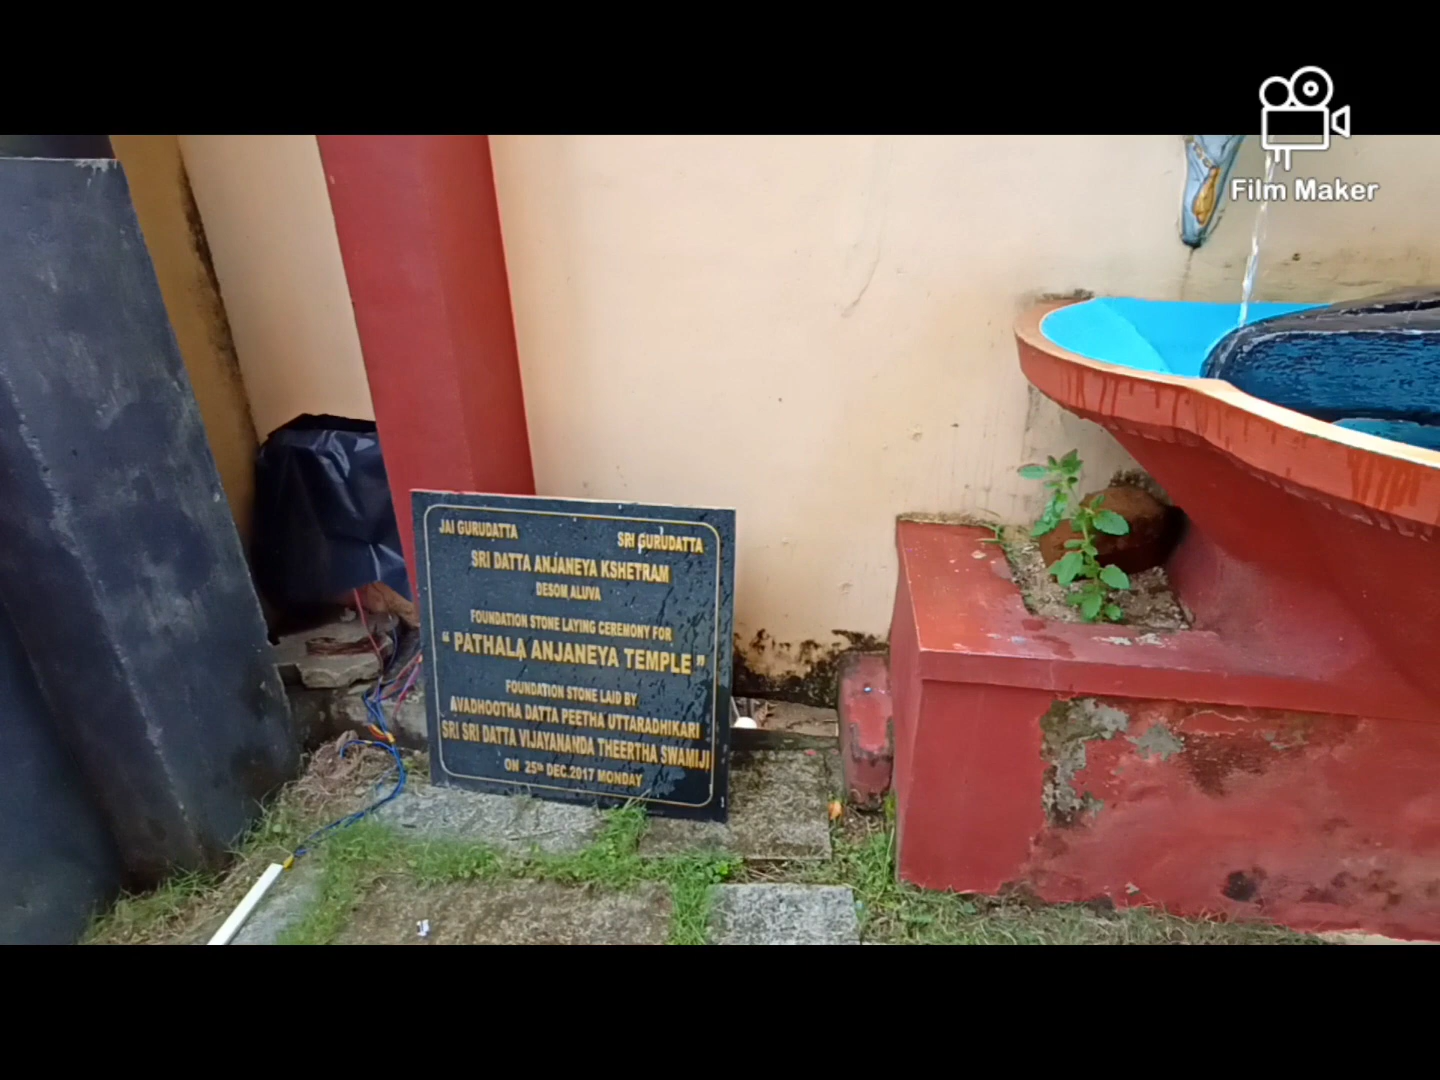 Film Maker
JAI GURUDATTA
SRI GURUDATTA
SRI DATTA ANJANEYA KSHETRAM
DESOM, ALUVA
FOUNDATION STONE LAYING CEREMONY FOR
“ PATHALA ANJANEYA TEMPLE ”
FOUNDATION STONE LAID BY
AVADHOOTHA DATTA PEETHA UTTARADHIKARI
SRI SRI DATTA VIJAYANANDA THEERTHA SWAMIJI
ON 25th DEC.2017 MONDAY